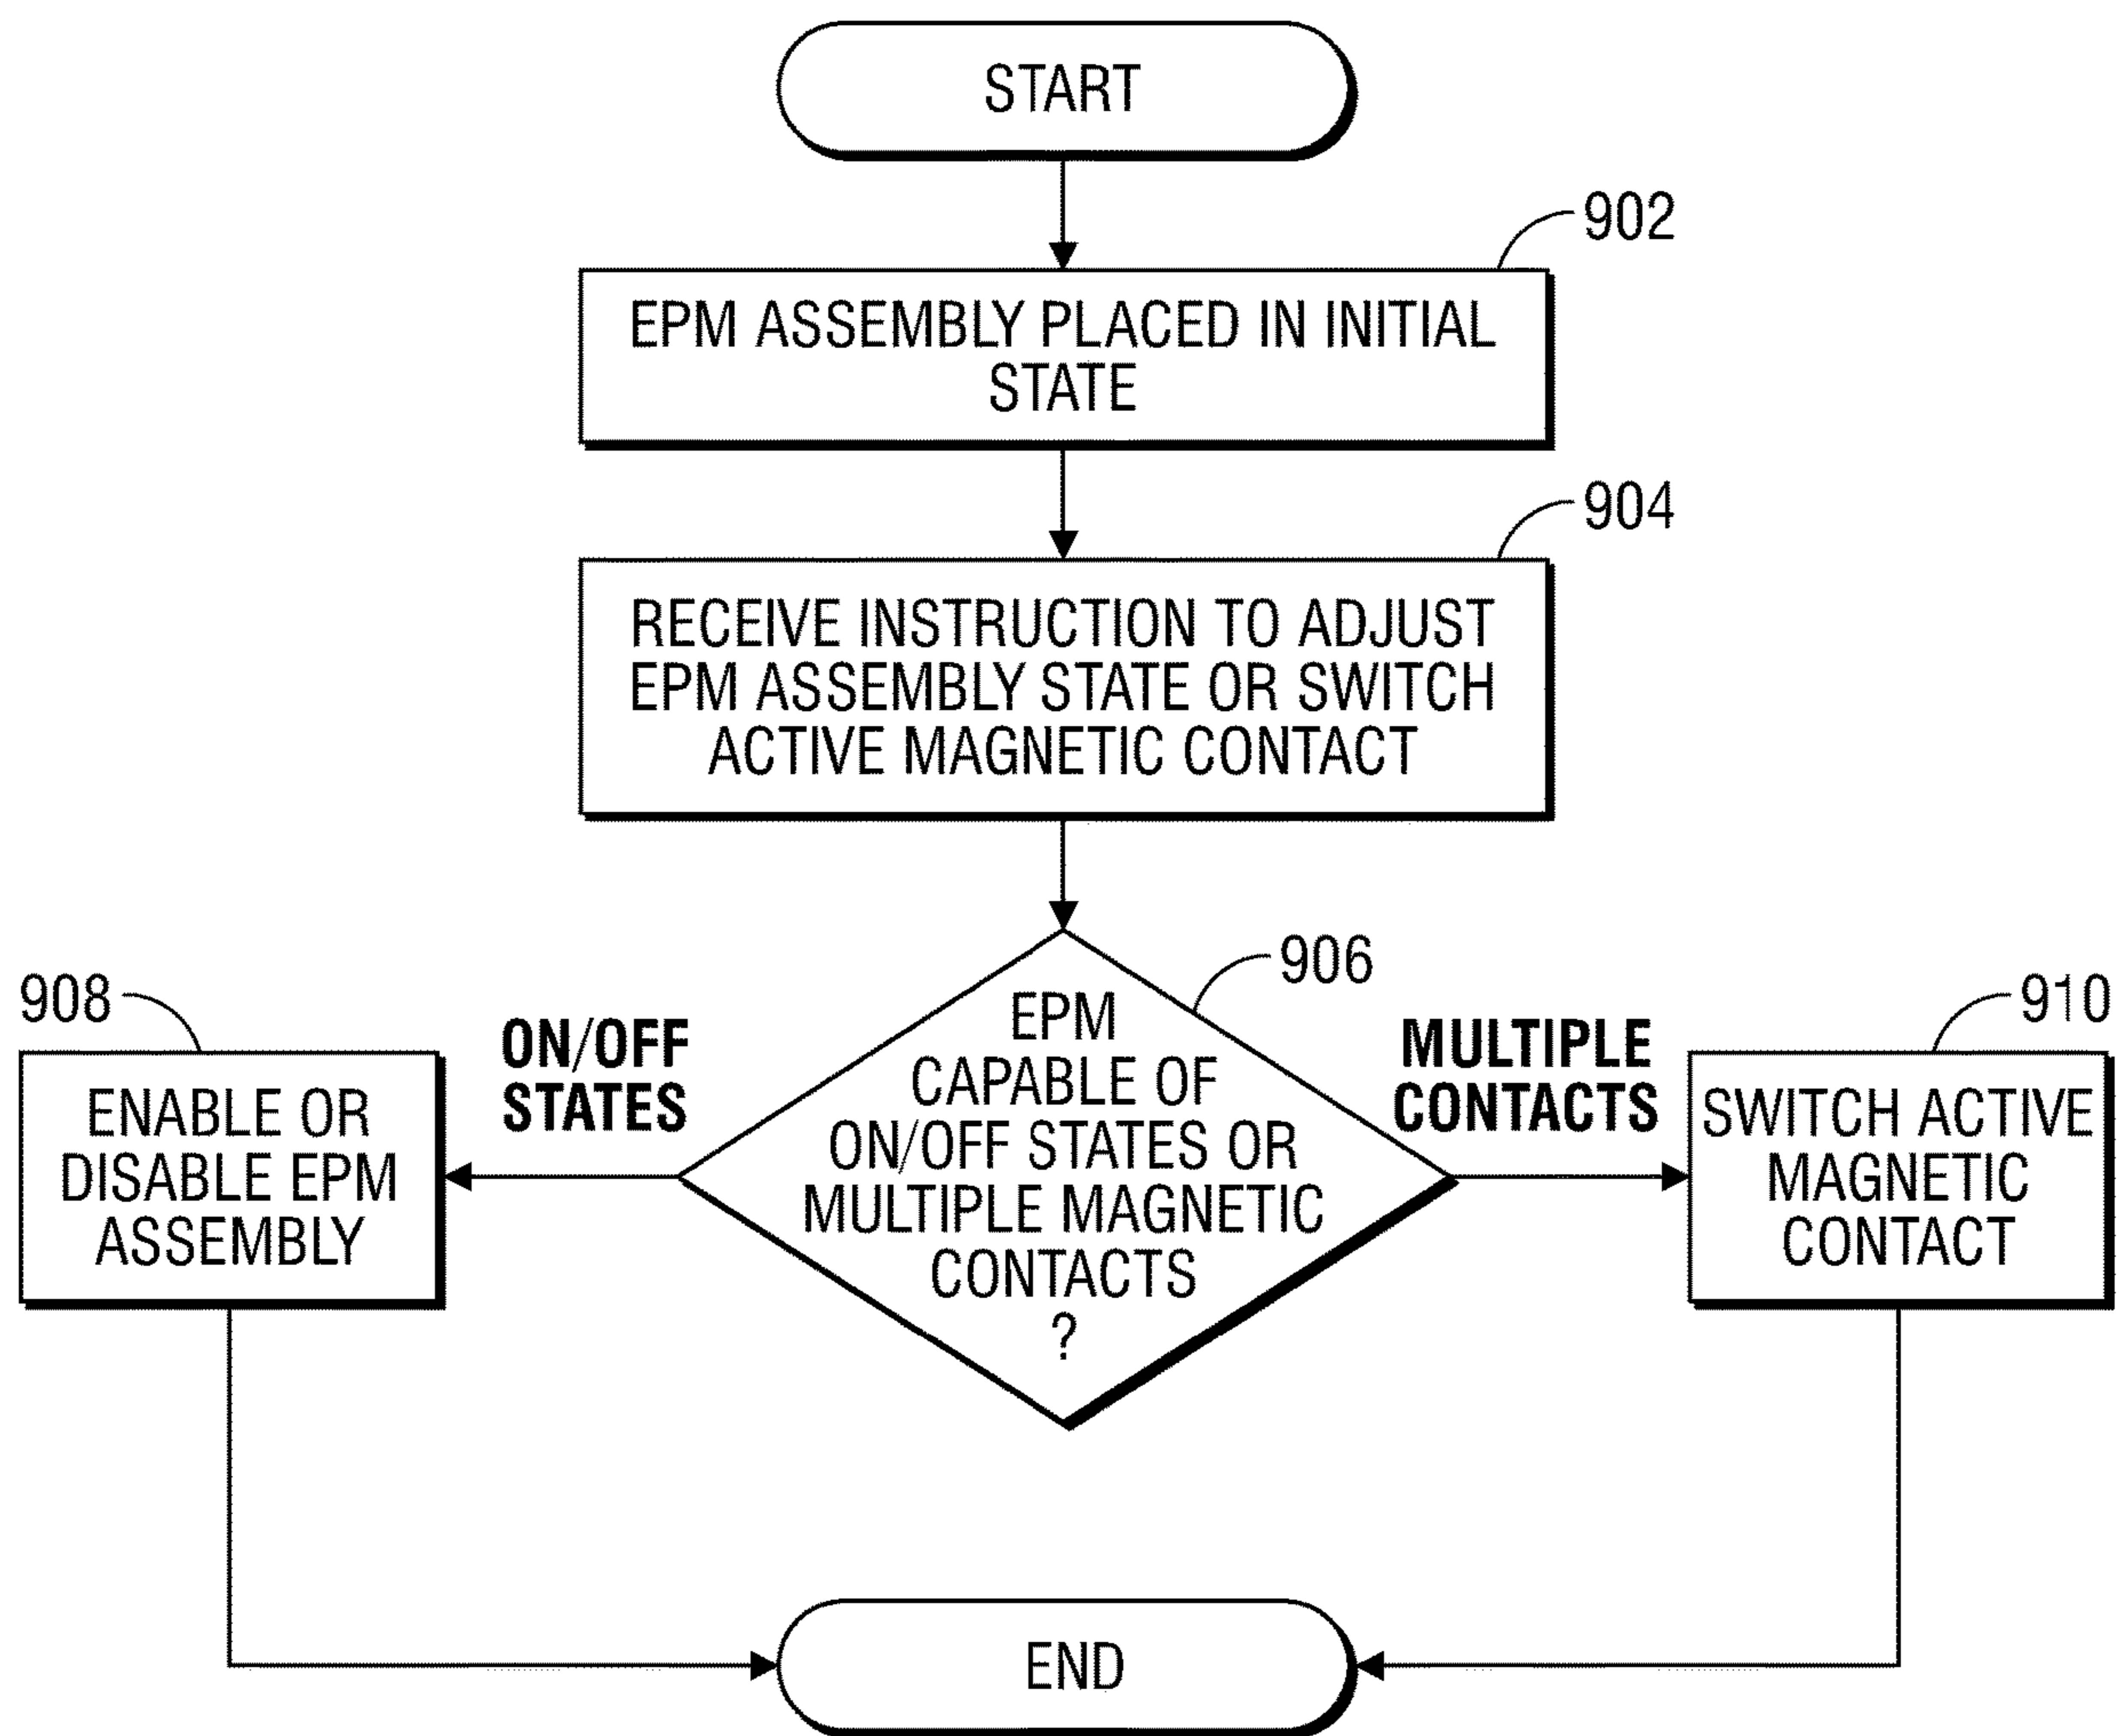 START
902
EPM ASSEMBLY PLACED IN INITIAL
STATE
904
RECEIVE INSTRUCTION TO ADJUST
EPM ASSEMBLY STATE OR SWITCH
ACTIVE MAGNETIC CONTACT
906
EPM
CAPABLE OF
ON/OFF STATES OR
MULTIPLE MAGNETIC
CONTACTS
?
ON/OFF
STATES
908
ENABLE OR
DISABLE EPM
ASSEMBLY
MULTIPLE
CONTACTS
910
SWITCH ACTIVE
MAGNETIC
CONTACT
END